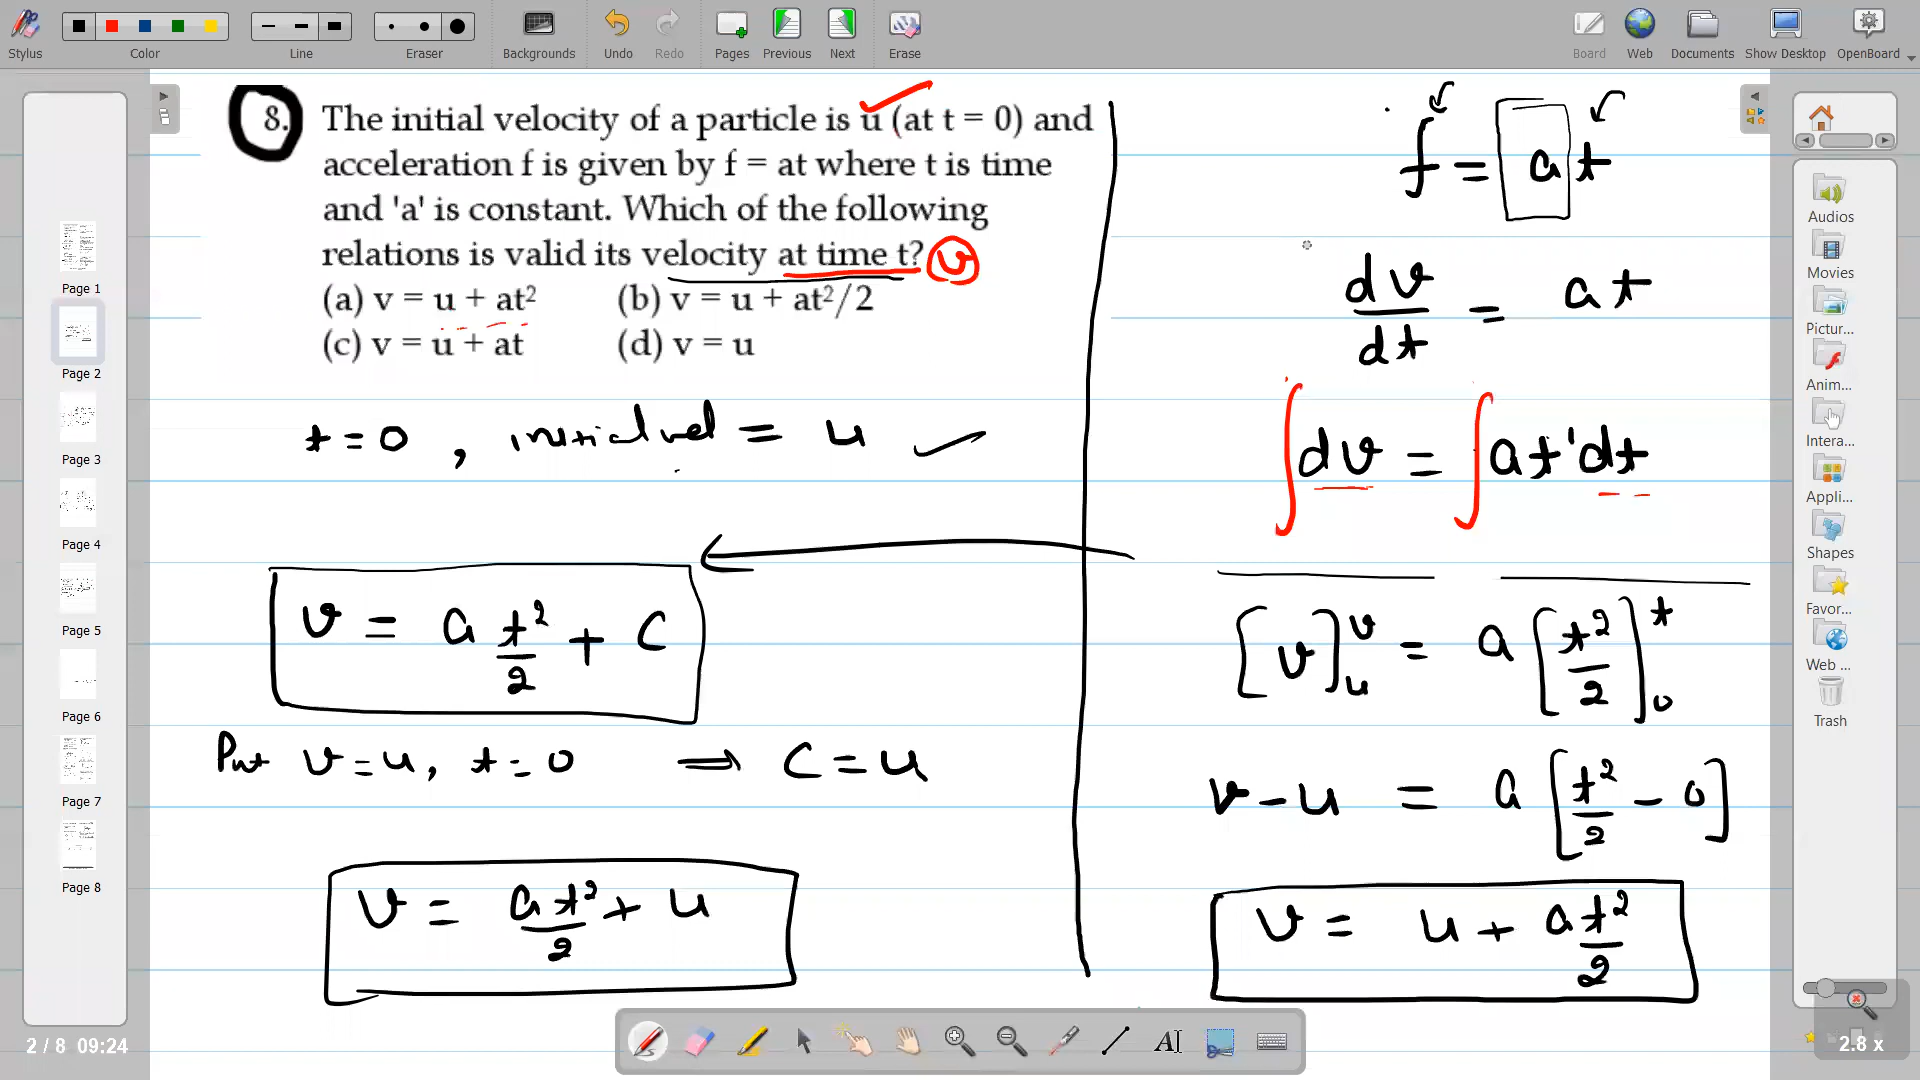 Stylus
Color
Line
Eraser
Backgrounds
Undo
Redo
Pages
Previous
Next
Erase
Board
Web
Documents
Show Desktop
OpenBoard
Page 1
Page 2
Page 3
Page 4
Page 5
Page 6
Page 7
Page 8
2 / 8 09:24
8. The initial velocity of a particle is u (at t = 0) and
acceleration f is given by f = at where t is time
and 'a' is constant. Which of the following
relations is valid its velocity at time t? v
(a) v = u + at² (b) v = u + at²/2
(c) v = u + at (d) v = u
t = 0, initial vel = u
v = a t²/2 + C
Put v = u, t = 0 ⇒ C = u
v = at²/2 + u
f = at
dv/dt = at
∫dv = ∫at'dt
[v]ᵥᵤ = a[t²/2]ᵗ₀
v - u = a[t²/2 - 0]
v = u + at²/2
Audios
Movies
Pictur...
Anim...
Intera...
Appli...
Shapes
Favor...
Web ...
Trash
2.8 x